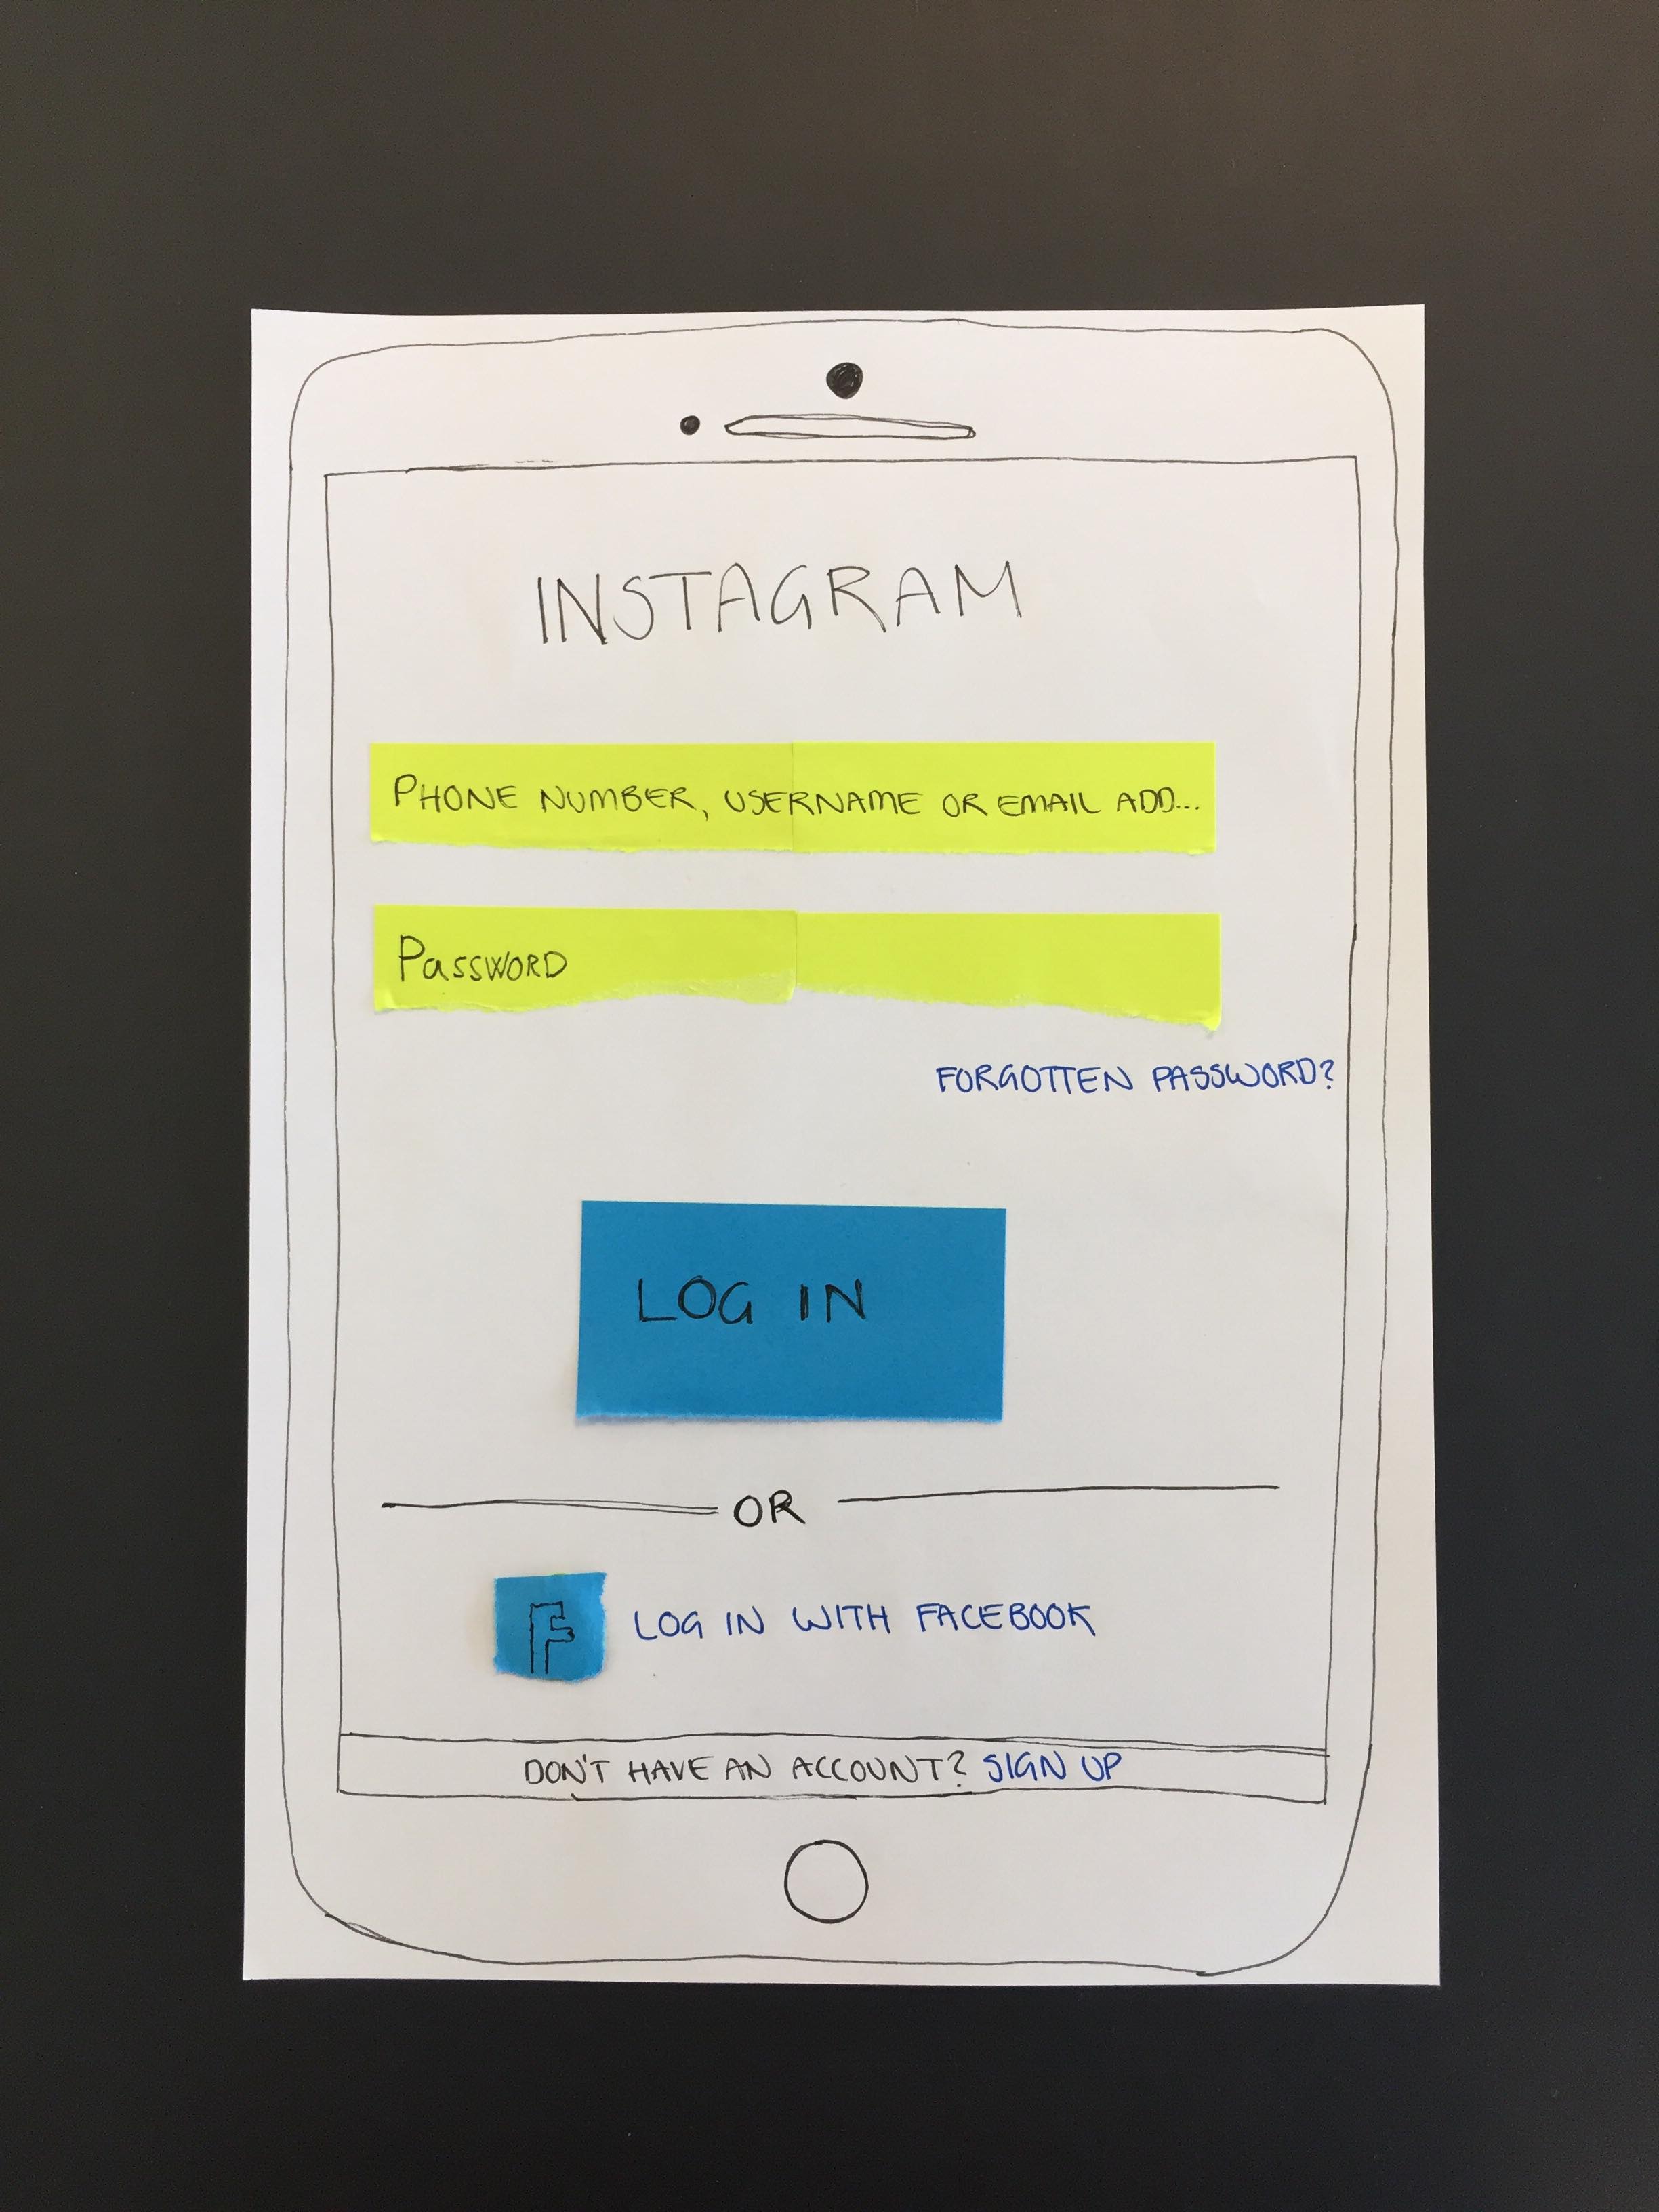 INSTAGRAM
PHONE NUMBER, USERNAME OR EMAIL ADD...
PASSWORD
FORGOTTEN PASSWORD?
LOG IN
OR
F LOG IN WITH FACEBOOK
DON'T HAVE AN ACCOUNT? SIGN UP